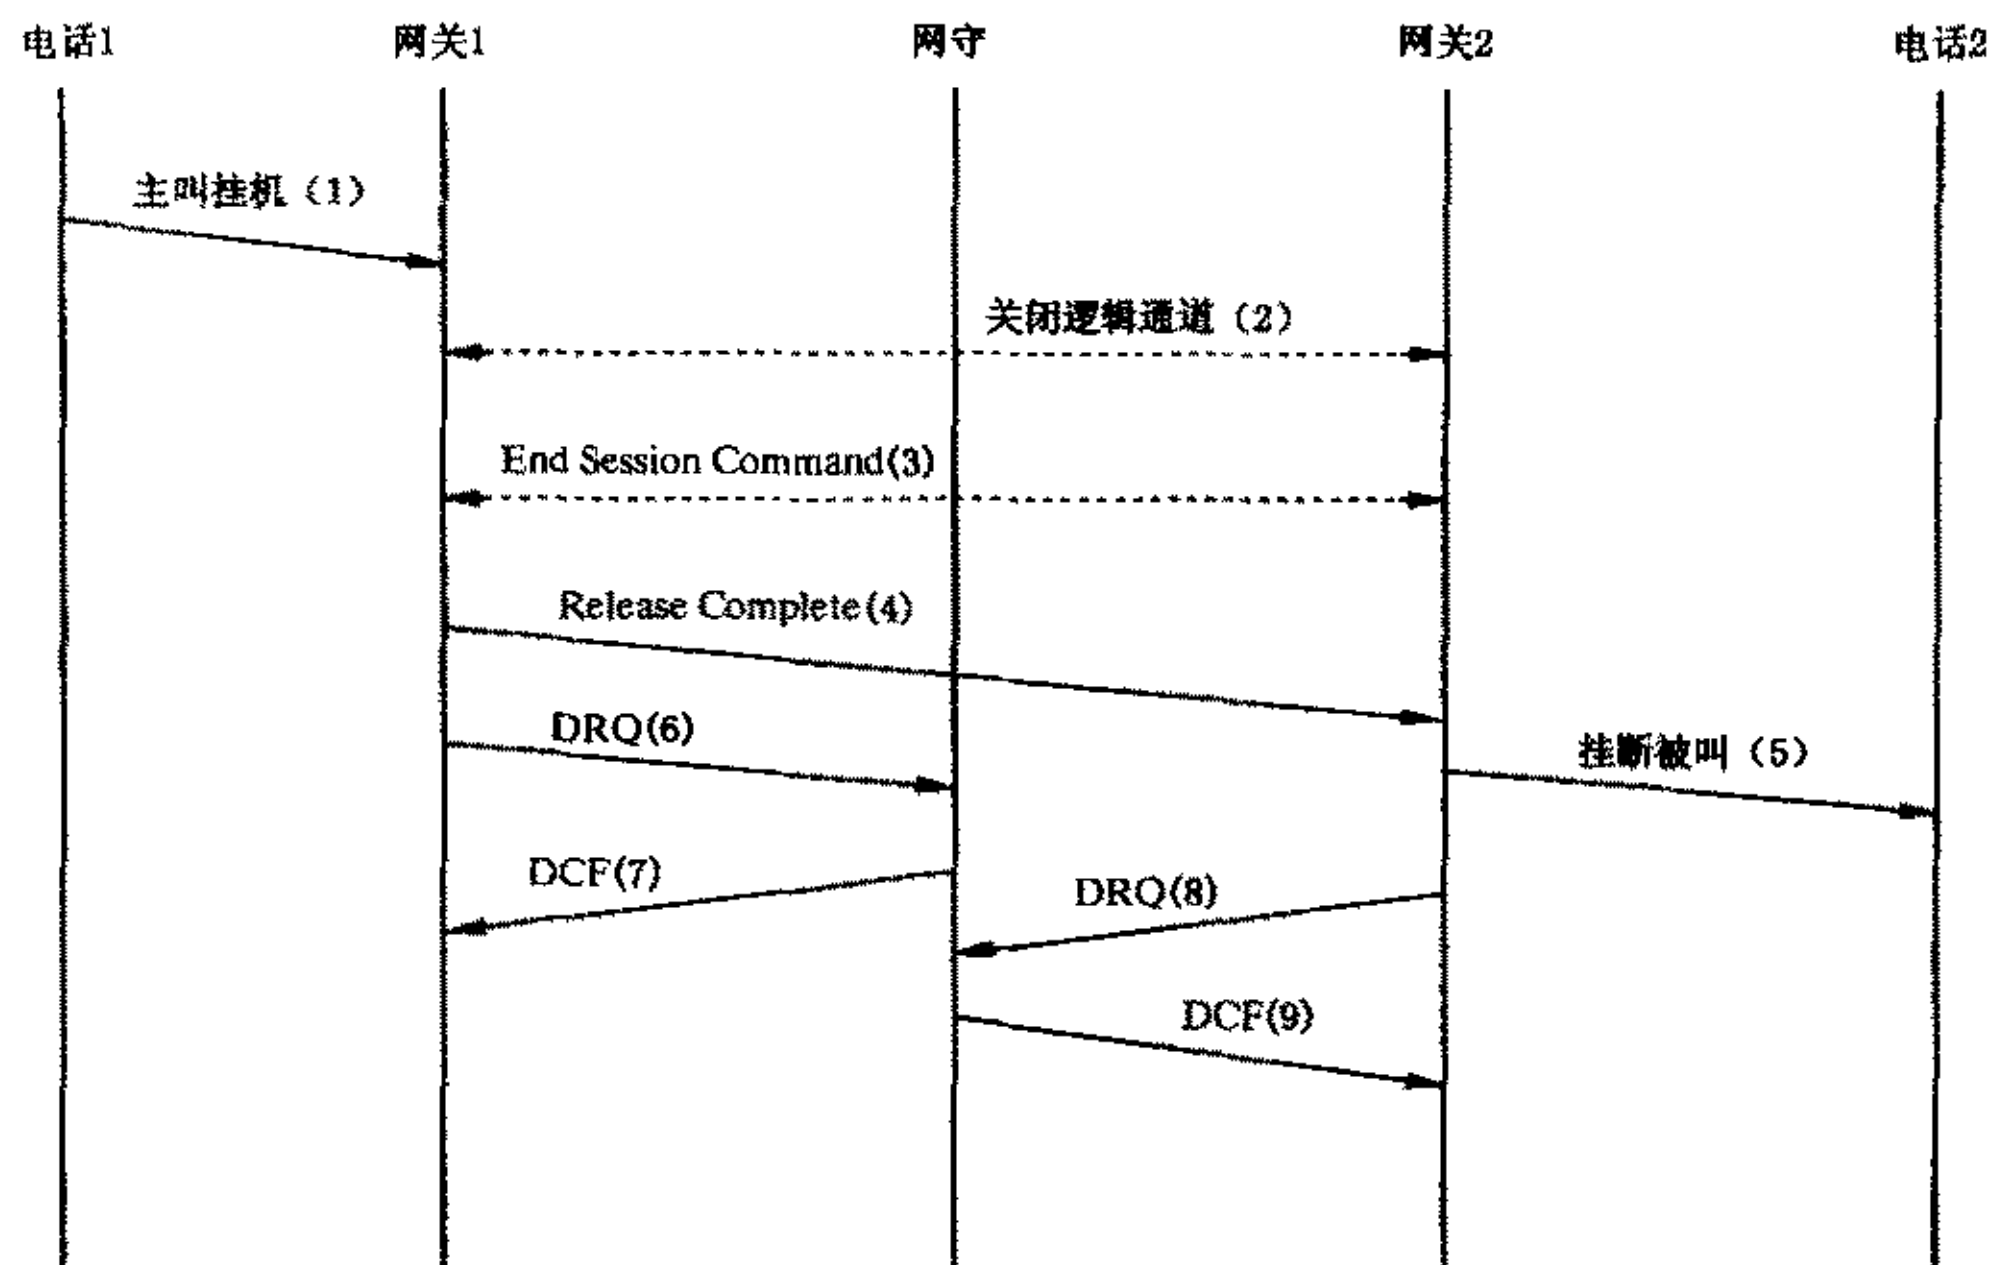 电话1 网关1 网守 网关2 电话2
主叫挂机（1）
关闭逻辑通道（2）
End Session Command(3)
Release Complete(4)
DRQ(6)
挂断被叫（5）
DCF(7)
DRQ(8)
DCF(9)